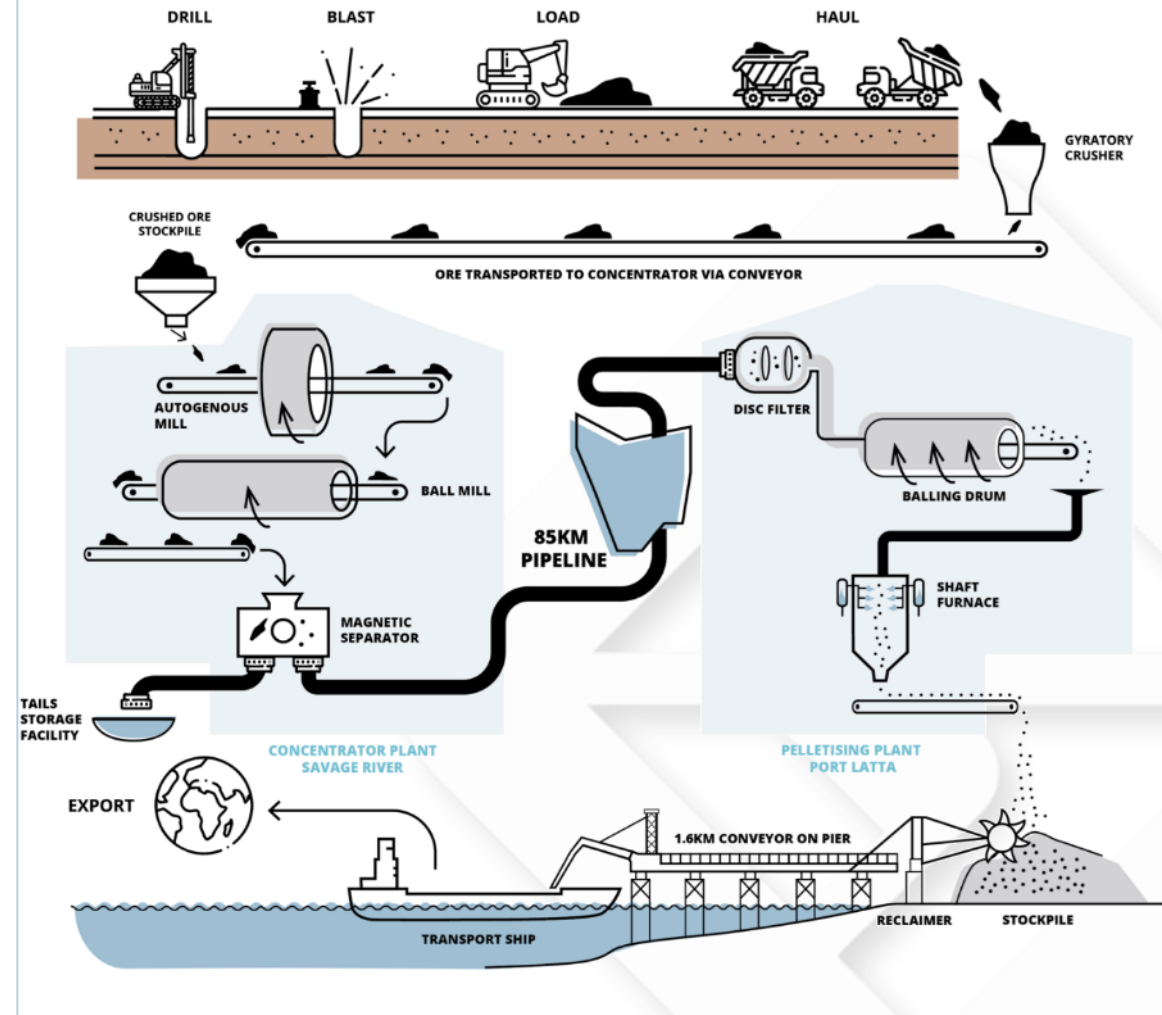 DRILL
BLAST
LOAD
HAUL
GYRATORY
CRUSHER
CRUSHED ORE
STOCKPILE
ORE TRANSPORTED TO CONCENTRATOR VIA CONVEYOR
AUTOGENOUS
MILL
BALL MILL
MAGNETIC
SEPARATOR
TAILS
STORAGE
FACILITY
CONCENTRATOR PLANT
SAVAGE RIVER
85KM
PIPELINE
DISC FILTER
BALLING DRUM
SHAFT
FURNACE
PELLETISING PLANT
PORT LATTA
EXPORT
1.6KM CONVEYOR ON PIER
TRANSPORT SHIP
RECLAIMER
STOCKPILE